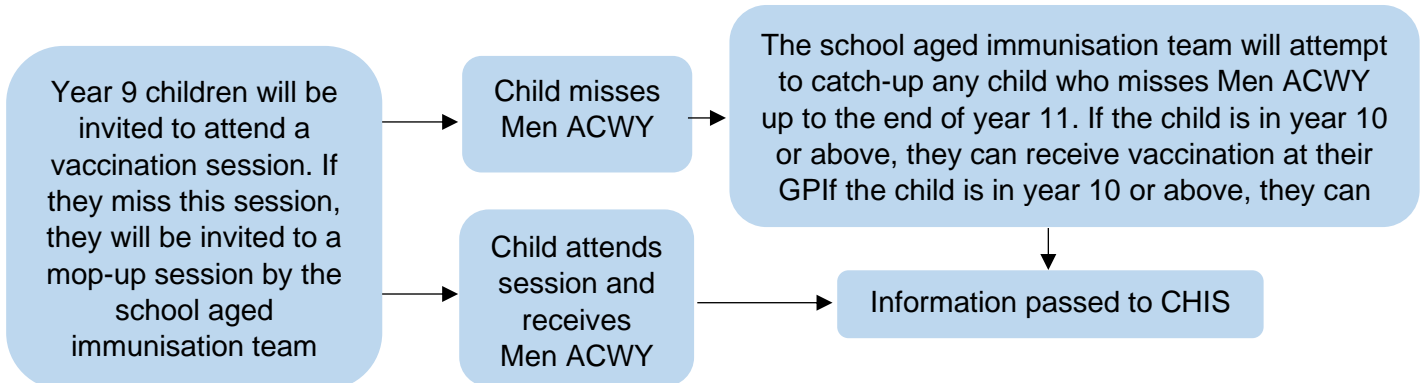 Year 9 children will be
invited to attend a
vaccination session. If
they miss this session,
they will be invited to a
mop-up session by the
school aged
immunisation team
Child misses
Men ACWY
The school aged immunisation team will attempt
to catch-up any child who misses Men ACWY
up to the end of year 11. If the child is in year 10
or above, they can receive vaccination at their
GPIf the child is in year 10 or above, they can
Child attends
session and
receives
Men ACWY
Information passed to CHIS